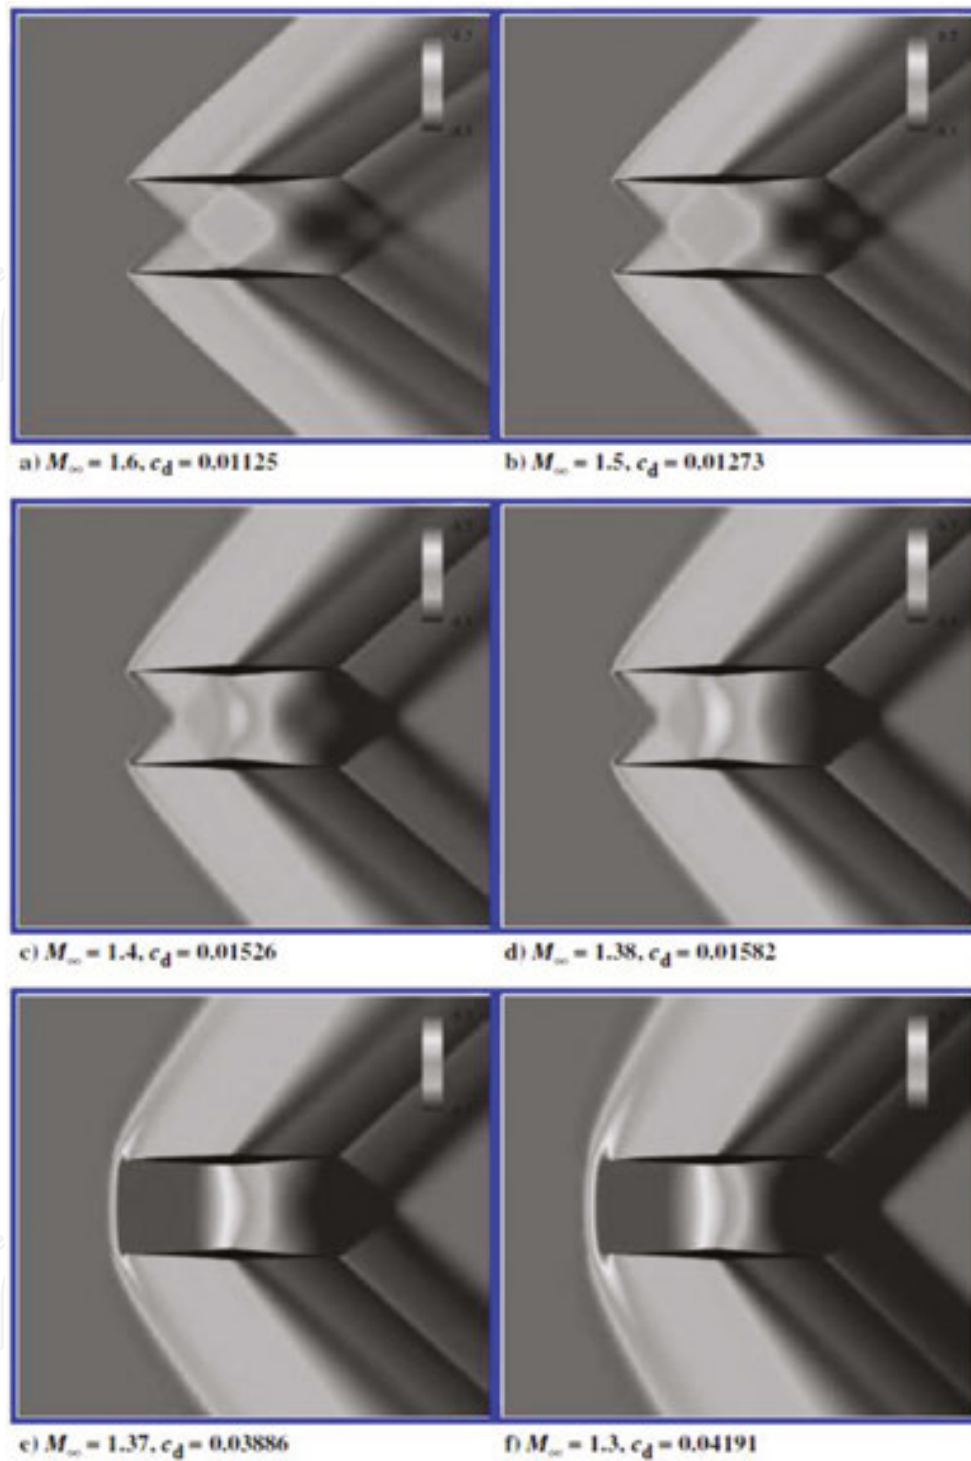 a) M∞ = 1.6, cd = 0.01125
b) M∞ = 1.5, cd = 0.01273
c) M∞ = 1.4, cd = 0.01526
d) M∞ = 1.38, cd = 0.01582
e) M∞ = 1.37, cd = 0.03886
f) M∞ = 1.3, cd = 0.04191